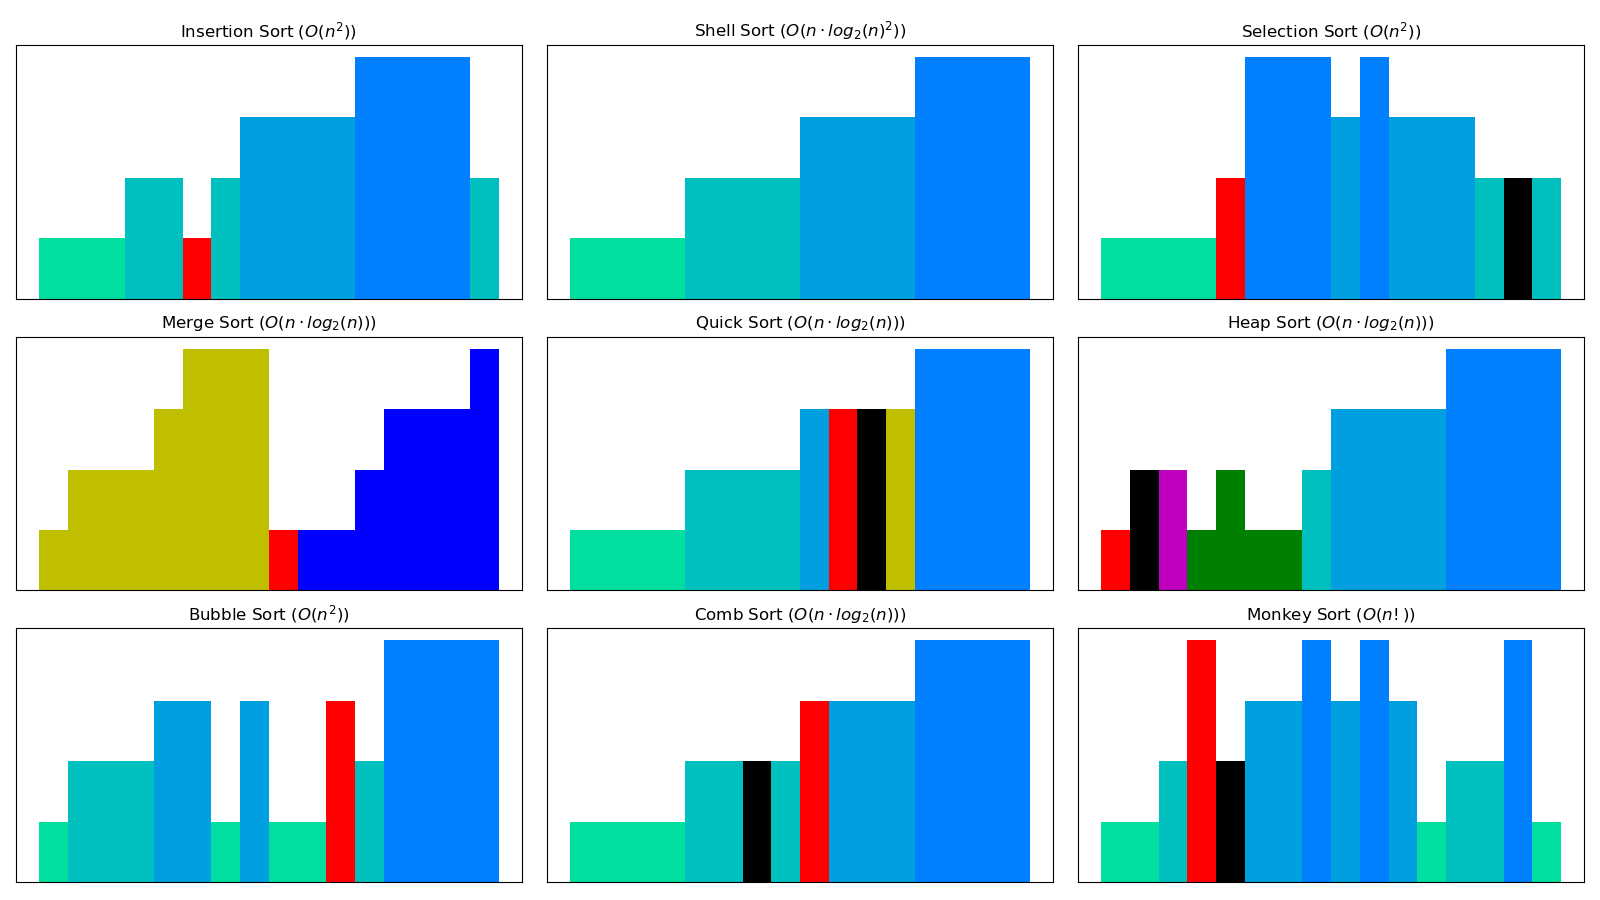 Insertion Sort (O(n²))
Shell Sort (O(n · log₂(n)²))
Selection Sort (O(n²))
Merge Sort (O(n · log₂(n)))
Quick Sort (O(n · log₂(n)))
Heap Sort (O(n · log₂(n)))
Bubble Sort (O(n²))
Comb Sort (O(n · log₂(n)))
Monkey Sort (O(n! ))